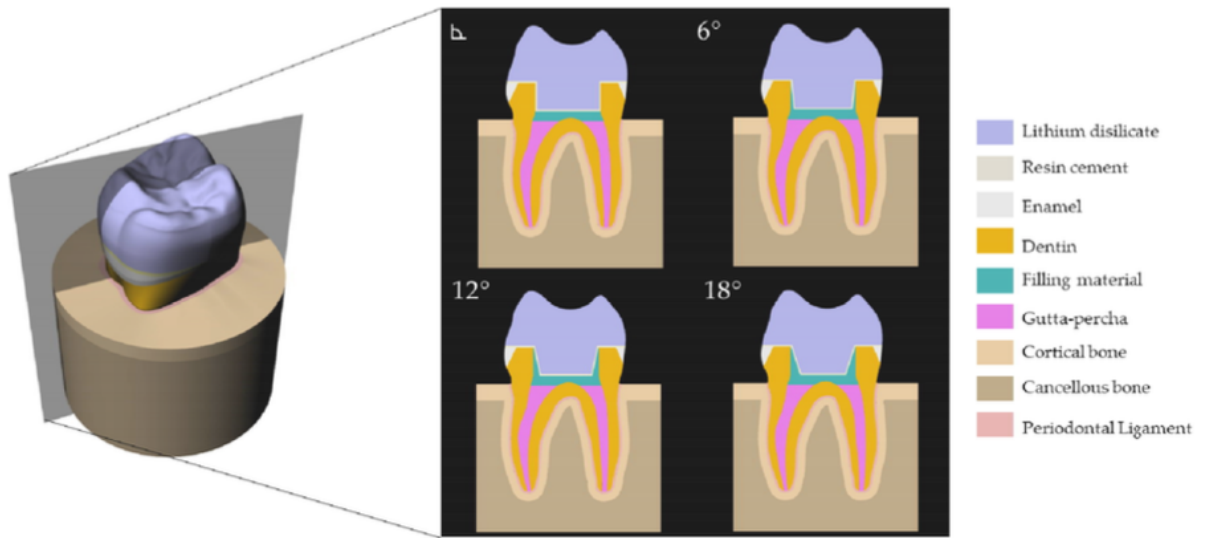 P
6°
12°
18°
Lithium disilicate
Resin cement
Enamel
Dentin
Filling material
Gutta-percha
Cortical bone
Cancellous bone
Periodontal Ligament